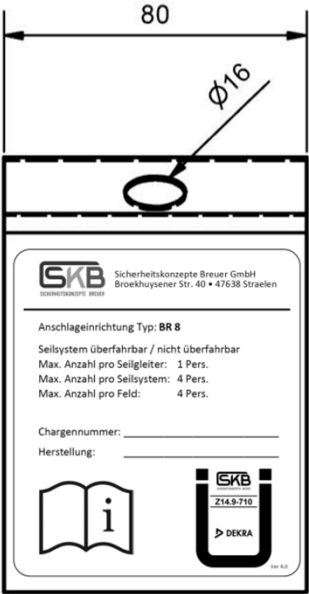 80
Ø16
SKB
SICHERHEITSKONZEPTE BREUER
Sicherheitskonzepte Breuer GmbH
Broekhuysener Str. 40 • 47638 Straelen
Anschlageinrichtung Typ: BR 8
Seilsystem überfahrbar / nicht überfahrbar
Max. Anzahl pro Seilgleiter: 1 Pers.
Max. Anzahl pro Seilsystem: 4 Pers.
Max. Anzahl pro Feld: 4 Pers.
Chargennummer:
Herstellung:
i
SKB
Z14.9-710
DEKRA
Ver 4.0